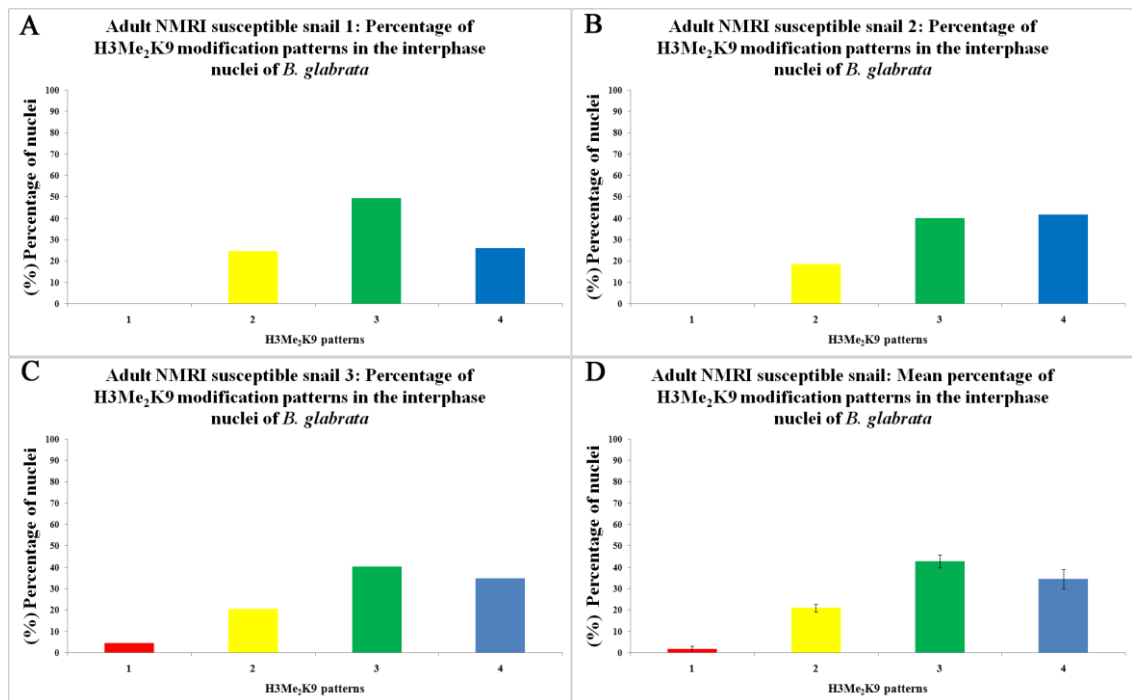 A
Adult NMRI susceptible snail 1: Percentage of
H3Me₂K9 modification patterns in the interphase
nuclei of B. glabrata
(%) Percentage of nuclei
100
90
80
70
60
50
40
30
20
10
0
1 2 3 4
H3Me₂K9 patterns
B
Adult NMRI susceptible snail 2: Percentage of
H3Me₂K9 modification patterns in the interphase
nuclei of B. glabrata
(%) Perecentage of nuclei
100
90
80
70
60
50
40
30
20
10
0
1 2 3 4
H3Me₂K9 patterns
C
Adult NMRI susceptible snail 3: Percentage of
H3Me₂K9 modification patterns in the interphase
nuclei of B. glabrata
(%) Percentage of nuclei
100
90
80
70
60
50
40
30
20
10
0
1 2 3 4
H3Me₂K9 patterns
D
Adult NMRI susceptible snail: Mean percentage of
H3Me₂K9 modification patterns in the interphase
nuclei of B. glabrata
(%) Percentage of nuclei
100
90
80
70
60
50
40
30
20
10
0
1 2 3 4
H3Me₂K9 patterns